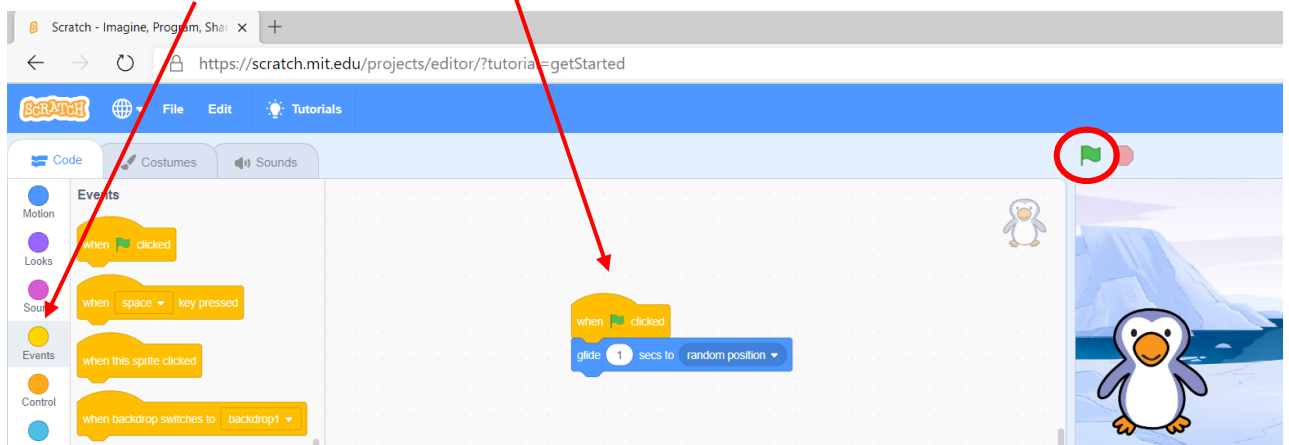 Scratch - Imagine, Program, Shar
https://scratch.mit.edu/projects/editor/?tutorial=getStarted
SCRATCH File Edit Tutorials
Code Costumes Sounds
Motion
Looks
Sound
Events
Control
Events
when clicked
when space key pressed
when this sprite clicked
when backdrop switches to backdrop1
when clicked
glide 1 secs to random position